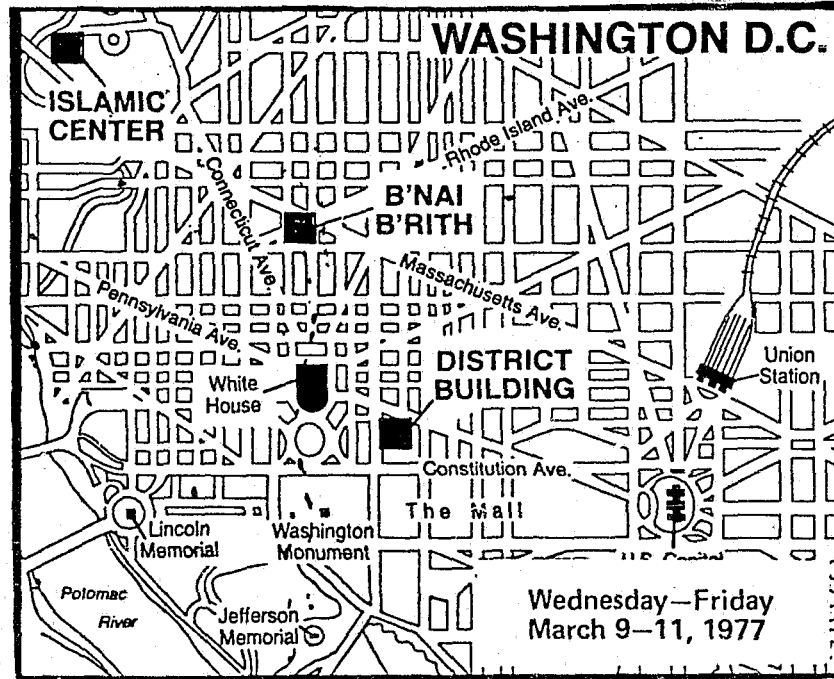 WASHINGTON D.C.
ISLAMIC
CENTER
Rhode Island Ave.
Connecticut Ave.
B'NAI
B'RITH
Massachusetts Ave.
Pennsylvania Ave.
White
House
DISTRICT
BUILDING
Union
Station
Constitution Ave.
The Mall
Lincoln
Memorial
Washington
Monument
U.S. Capitol
Potomac
River
Jefferson
Memorial
Wednesday—Friday
March 9—11, 1977